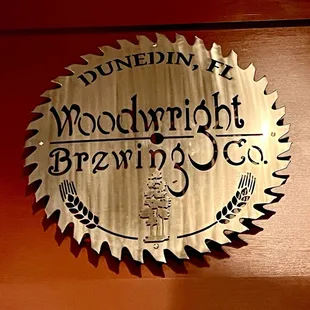 DUNEDIN, FL
Woodwright
Brewing Co.